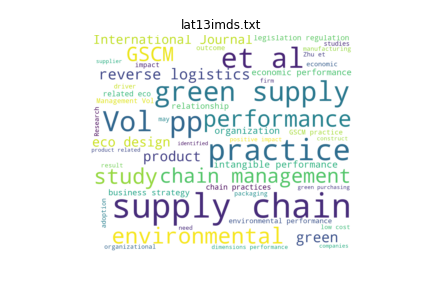 lat13imds.txt
International Journal
legislation regulation
GSCM
outcome
et al
manufacturing
studies
supplier
impact
Zhu et
economic
reverse logistics
economic performance
driver
firm
related eco
green supply
Management Vol
relationship
Research
Vol pp
performance
may
organization
GSCM practice
eco design
positive impact
construct
product related
identified
practice
product
result
intangible performance
study
chain management
chain practices
green purchasing
business strategy
packaging
supply chain
adoption
environmental performance
need
low cost
environmental
green
organizational
dimensions performance
companies